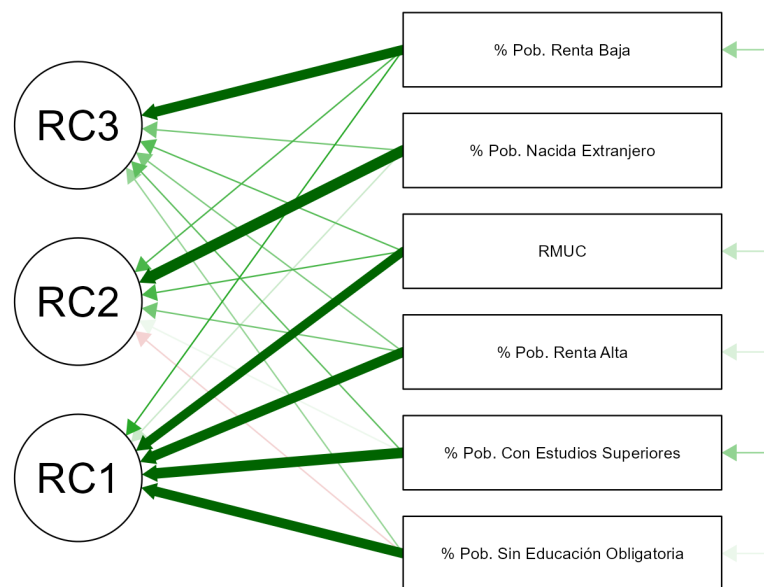 RC3
RC2
RC1
% Pob. Renta Baja
% Pob. Nacida Extranjero
RMUC
% Pob. Renta Alta
% Pob. Con Estudios Superiores
% Pob. Sin Educación Obligatoria